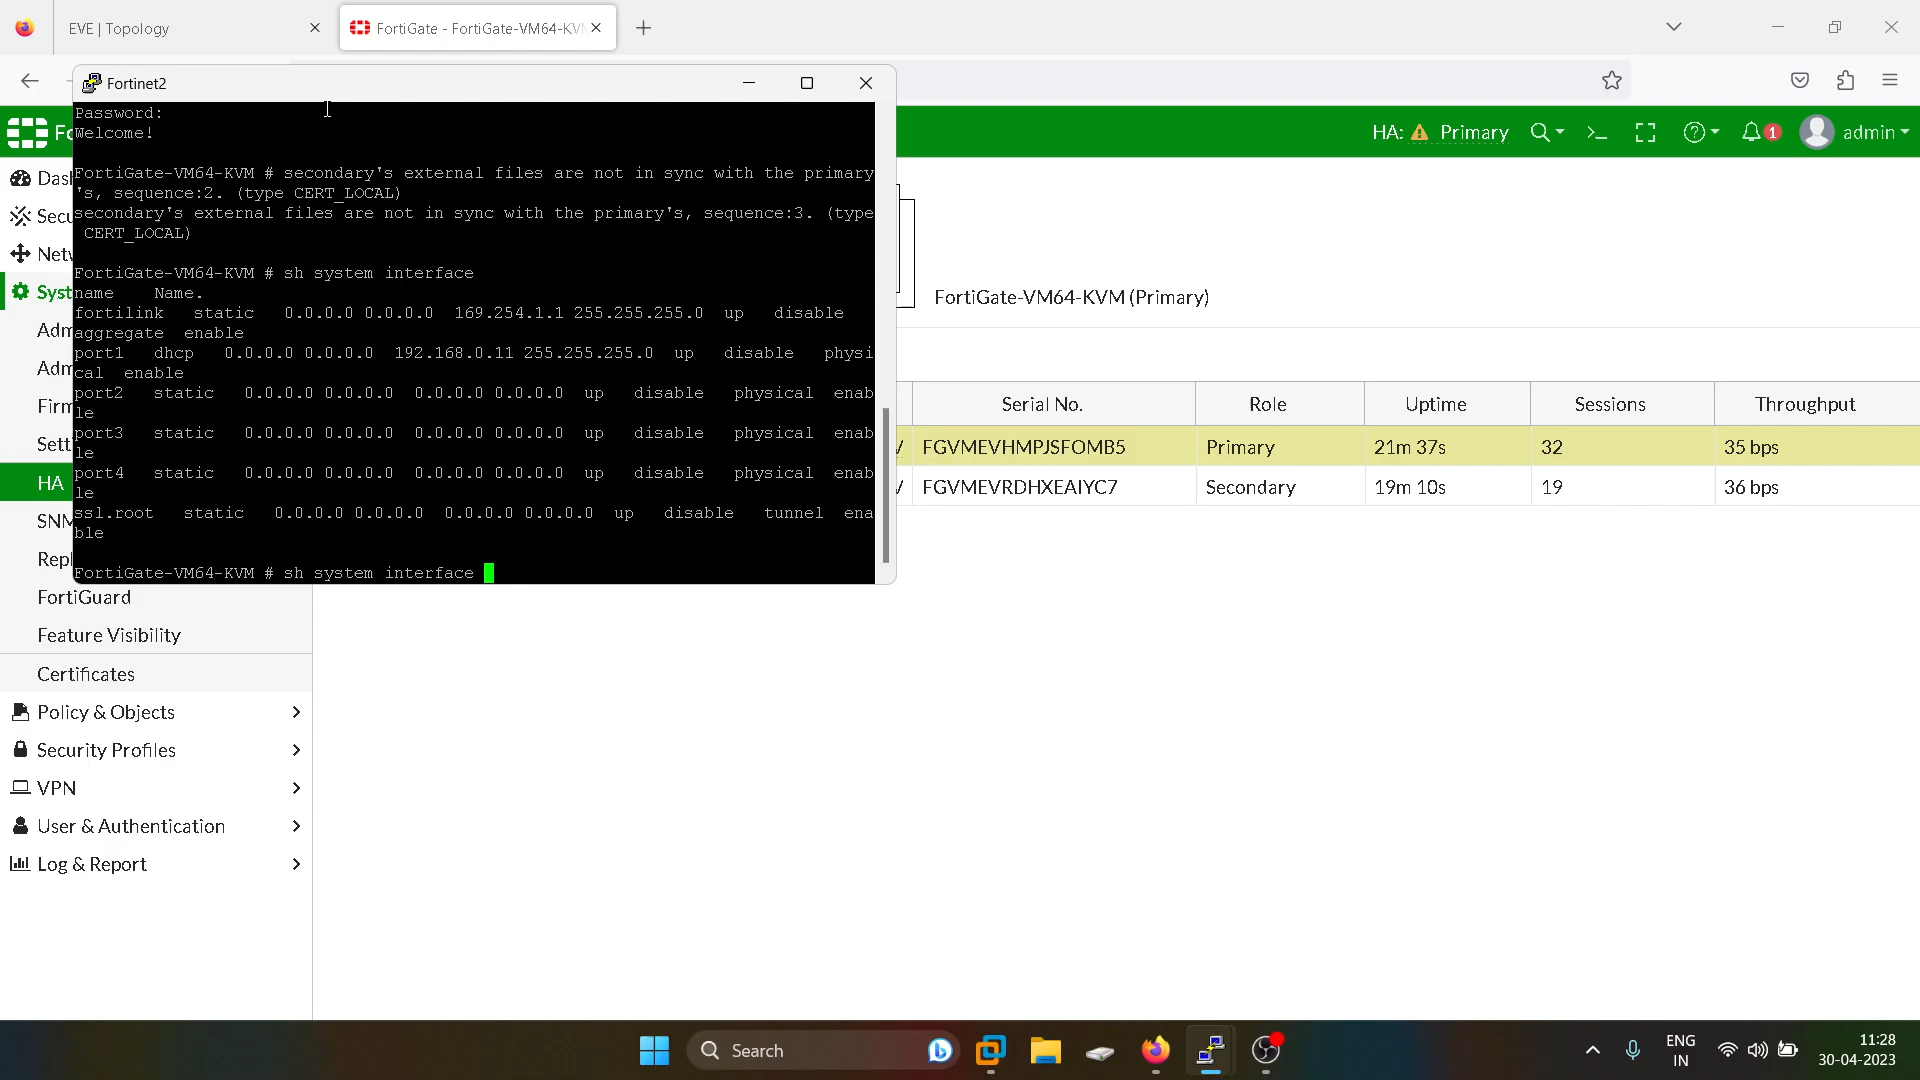 EVE | Topology
FortiGate - FortiGate-VM64-KV
Fortinet2
Password:
Welcome!
FortiGate-VM64-KVM # secondary's external files are not in sync with the primary
's, sequence:2. (type CERT_LOCAL)
secondary's external files are not in sync with the primary's, sequence:3. (type
CERT_LOCAL)
FortiGate-VM64-KVM # sh system interface
name Name.
fortilink static 0.0.0.0 0.0.0.0 169.254.1.1 255.255.255.0 up disable
aggregate enable
port1 dhcp 0.0.0.0 0.0.0.0 192.168.0.11 255.255.255.0 up disable physi
cal enable
port2 static 0.0.0.0 0.0.0.0 0.0.0.0 0.0.0.0 up disable physical enab
le
port3 static 0.0.0.0 0.0.0.0 0.0.0.0 0.0.0.0 up disable physical enab
le
port4 static 0.0.0.0 0.0.0.0 0.0.0.0 0.0.0.0 up disable physical enab
le
ssl.root static 0.0.0.0 0.0.0.0 0.0.0.0 0.0.0.0 up disable tunnel ena
ble
FortiGate-VM64-KVM # sh system interface
HA: Primary
1
admin
Fo
Das
Secu
Netw
Syst
Adm
Adm
Firm
Sett
HA
SNM
Repl
FortiGuard
Feature Visibility
Certificates
Policy & Objects
Security Profiles
VPN
User & Authentication
Log & Report
FortiGate-VM64-KVM (Primary)
Serial No. Role Uptime Sessions Throughput
FGVMEVHMPJSFOMB5 Primary 21m 37s 32 35 bps
FGVMEVRDHXEAIYC7 Secondary 19m 10s 19 36 bps
Search
ENG
IN
11:28
30-04-2023